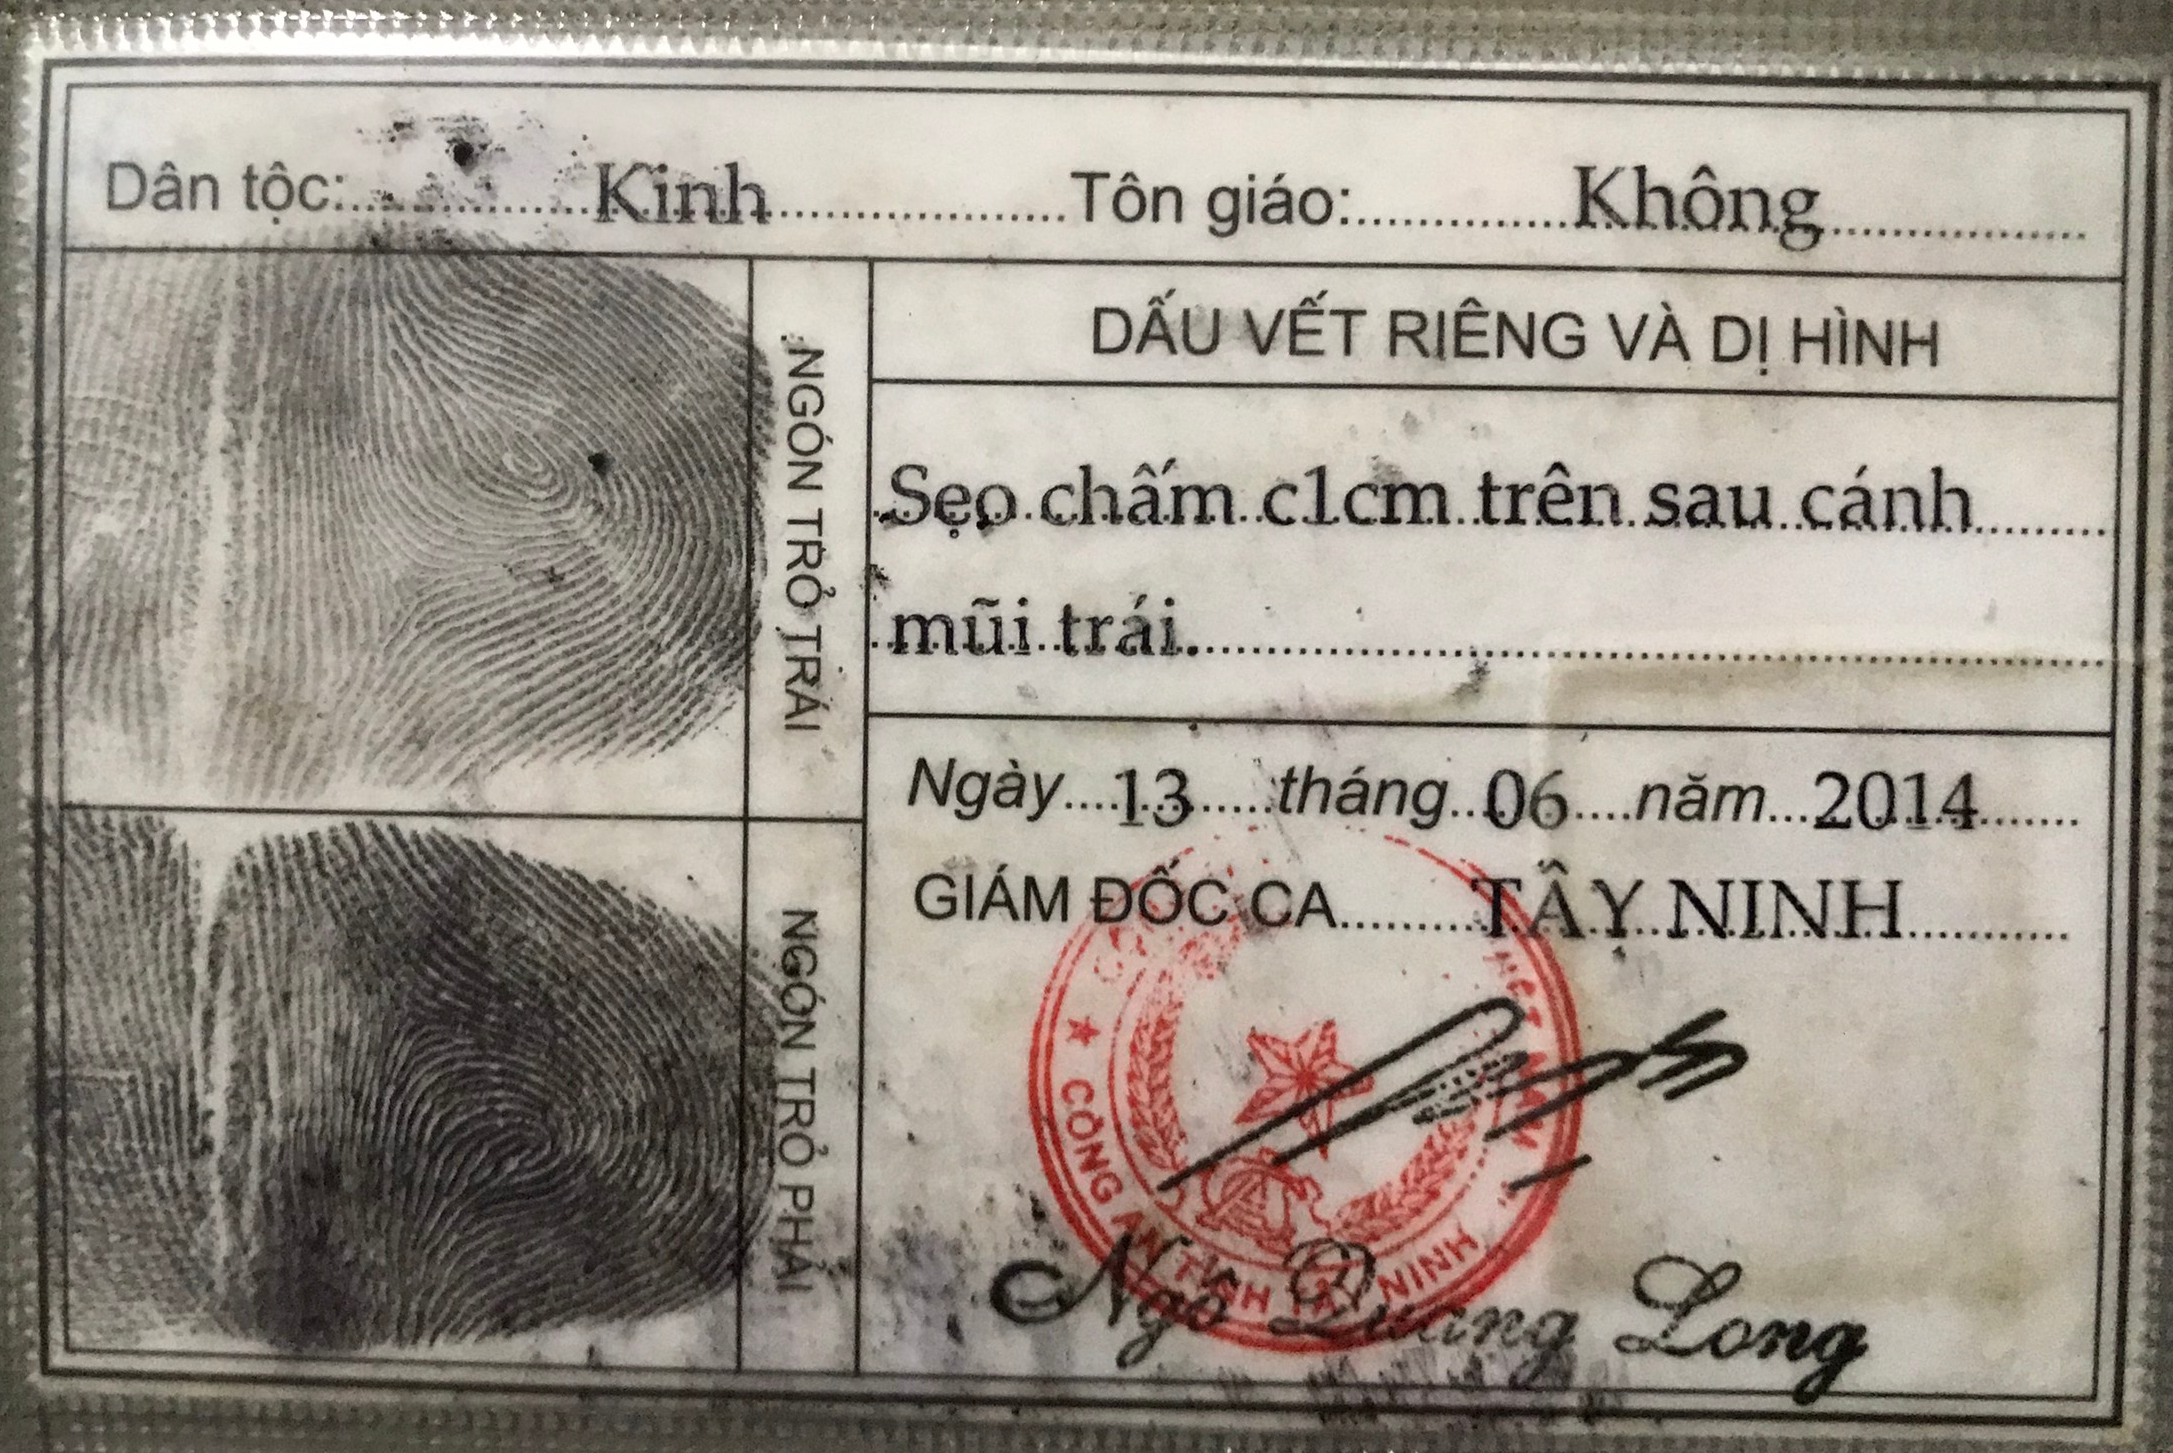 Dân tộc: Kinh Tôn giáo: Không
NGÓN TRỎ TRÁI
NGÓN TRỎ PHẢI
DẤU VẾT RIÊNG VÀ DỊ HÌNH
Sẹo chấm c1cm trên sau cánh
mũi trái.
Ngày 13 tháng 06 năm 2014
GIÁM ĐỐC CA TÂY NINH
CÔNG AN TỈNH TÂY NINH
Ngô Quang Long